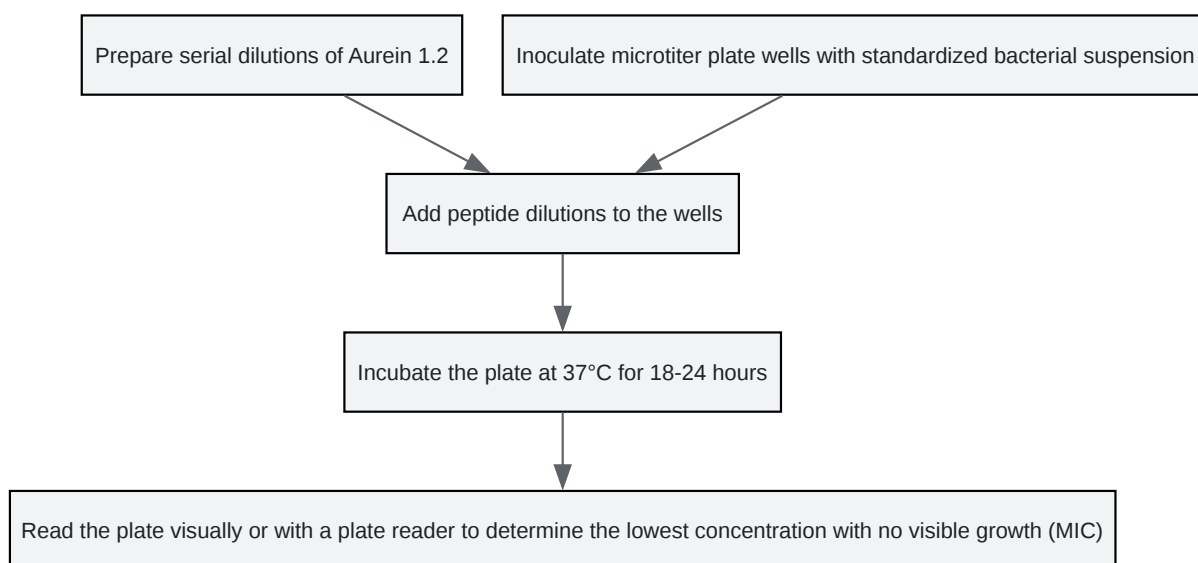 Prepare serial dilutions of Aurein 1.2
Inoculate microtiter plate wells with standardized bacterial suspension
Add peptide dilutions to the wells
Incubate the plate at 37°C for 18-24 hours
Read the plate visually or with a plate reader to determine the lowest concentration with no visible growth (MIC)